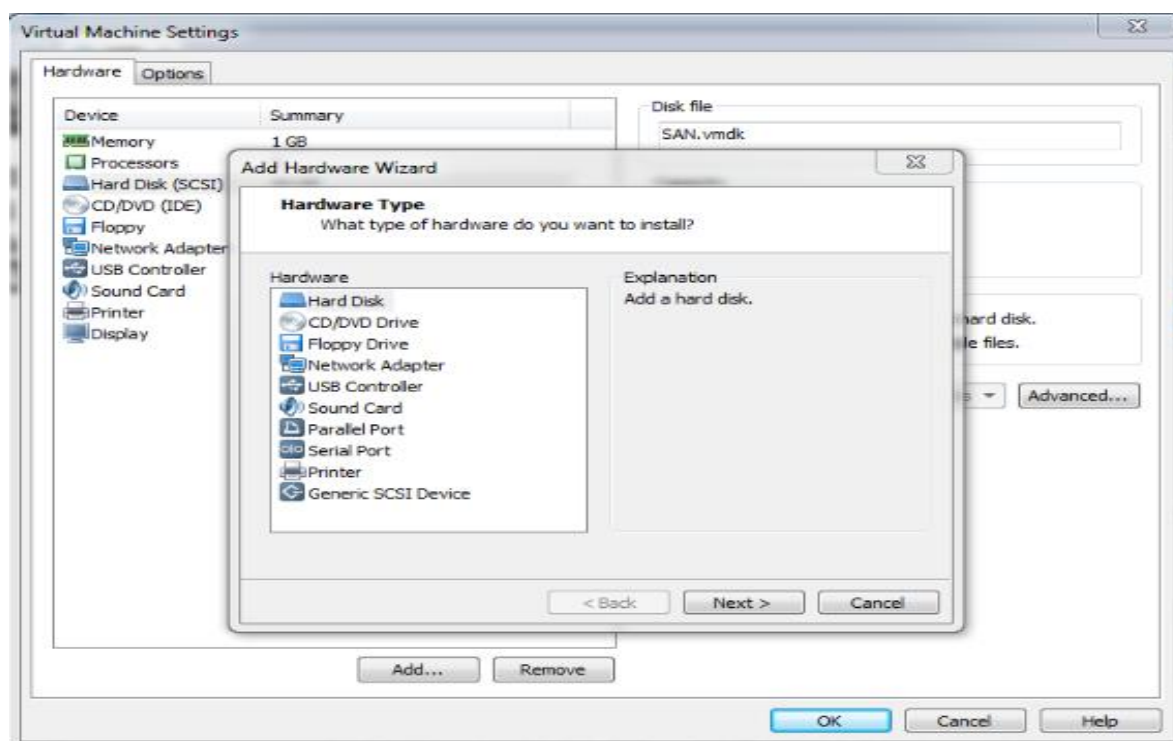 Virtual Machine Settings
Hardware Options
Device Summary
Memory 1 GB
Processors
Hard Disk (SCSI)
CD/DVD (IDE)
Floppy
Network Adapter
USB Controller
Sound Card
Printer
Display
Disk file
SAN.vmdk
hard disk.
le files.
Advanced...
Add Hardware Wizard
Hardware Type
What type of hardware do you want to install?
Hardware
Hard Disk
CD/DVD Drive
Floppy Drive
Network Adapter
USB Controller
Sound Card
Parallel Port
Serial Port
Printer
Generic SCSI Device
Explanation
Add a hard disk.
< Back Next > Cancel
Add... Remove
OK Cancel Help